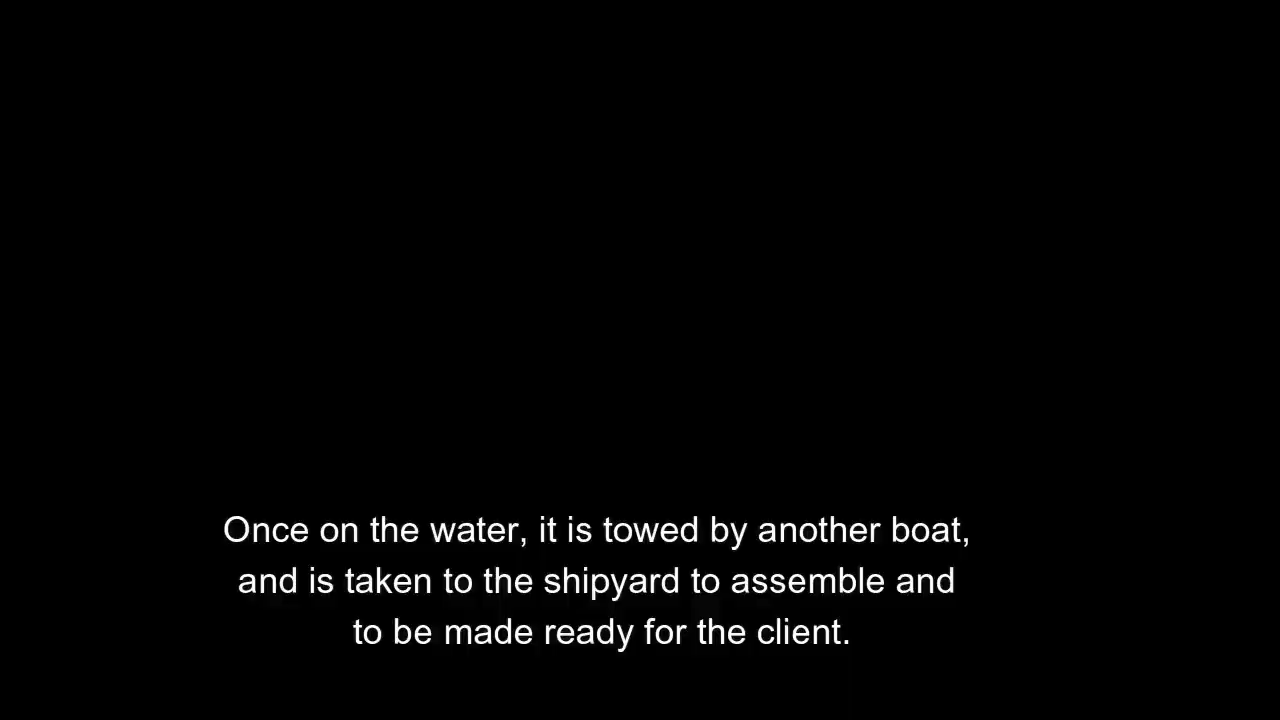 Once on the water, it is towed by another boat,
and is taken to the shipyard to assemble and
to be made ready for the client.